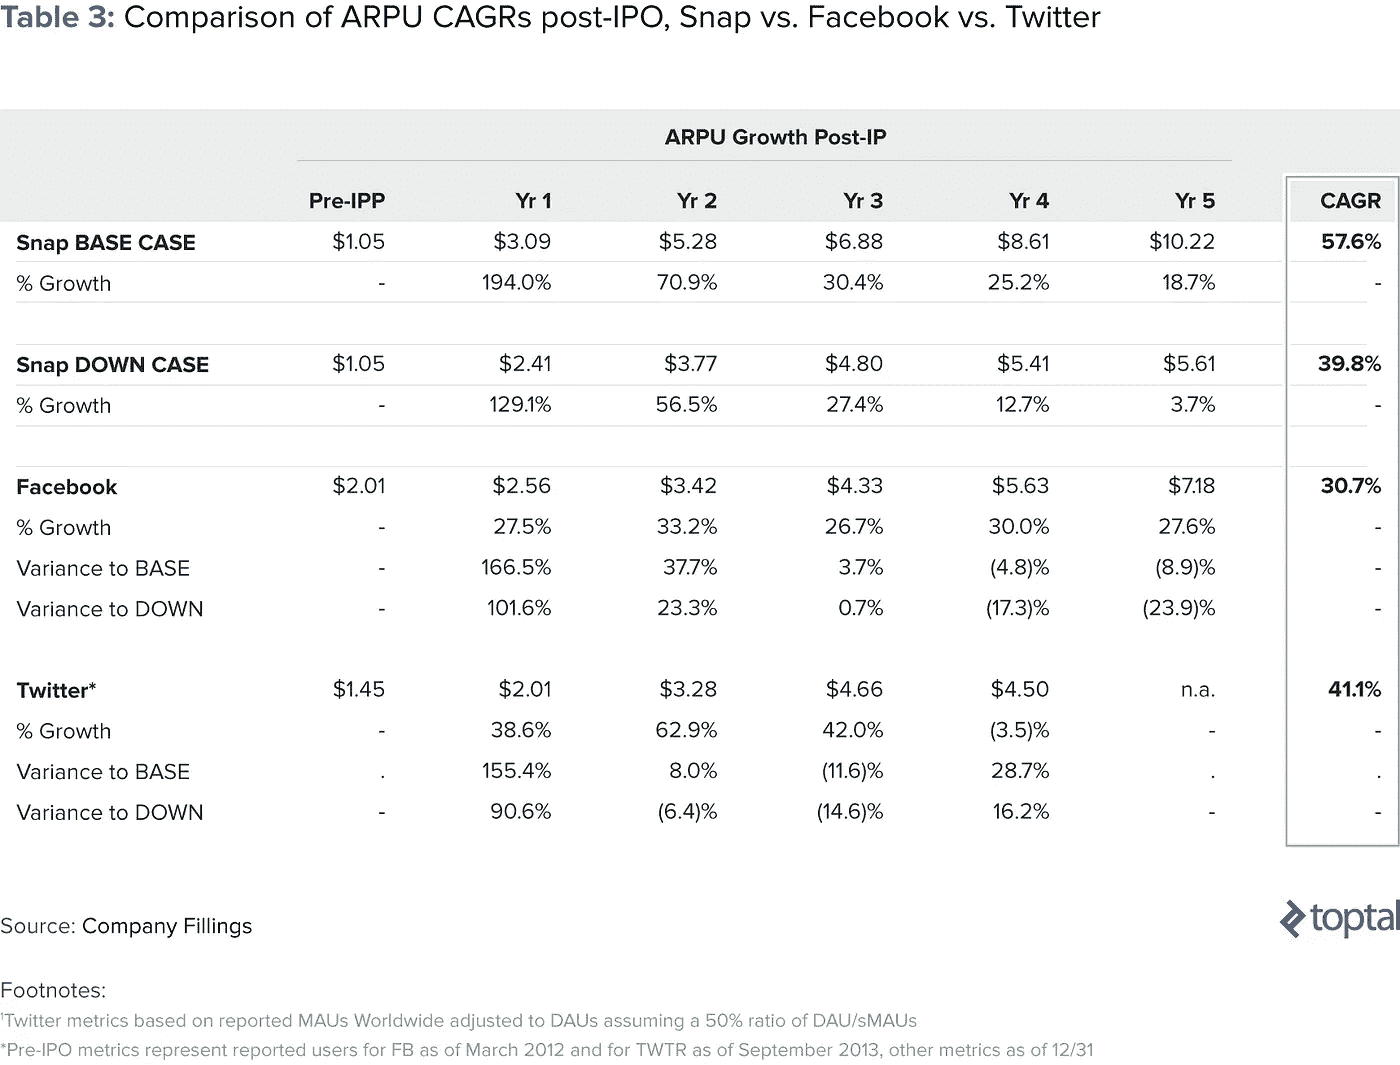 Table 3: Comparison of ARPU CAGRs post-IPO, Snap vs. Facebook vs. Twitter
ARPU Growth Post-IP
Pre-IPP Yr 1 Yr 2 Yr 3 Yr 4 Yr 5 CAGR
Snap BASE CASE $1.05 $3.09 $5.28 $6.88 $8.61 $10.22 57.6%
% Growth - 194.0% 70.9% 30.4% 25.2% 18.7% -
Snap DOWN CASE $1.05 $2.41 $3.77 $4.80 $5.41 $5.61 39.8%
% Growth - 129.1% 56.5% 27.4% 12.7% 3.7% -
Facebook $2.01 $2.56 $3.42 $4.33 $5.63 $7.18 30.7%
% Growth - 27.5% 33.2% 26.7% 30.0% 27.6% -
Variance to BASE - 166.5% 37.7% 3.7% (4.8)% (8.9)% -
Variance to DOWN - 101.6% 23.3% 0.7% (17.3)% (23.9)% -
Twitter* $1.45 $2.01 $3.28 $4.66 $4.50 n.a. 41.1%
% Growth - 38.6% 62.9% 42.0% (3.5)% - -
Variance to BASE . 155.4% 8.0% (11.6)% 28.7% . .
Variance to DOWN - 90.6% (6.4)% (14.6)% 16.2% - -
Source: Company Fillings
toptal
Footnotes:
¹Twitter metrics based on reported MAUs Worldwide adjusted to DAUs assuming a 50% ratio of DAU/sMAUs
*Pre-IPO metrics represent reported users for FB as of March 2012 and for TWTR as of September 2013, other metrics as of 12/31